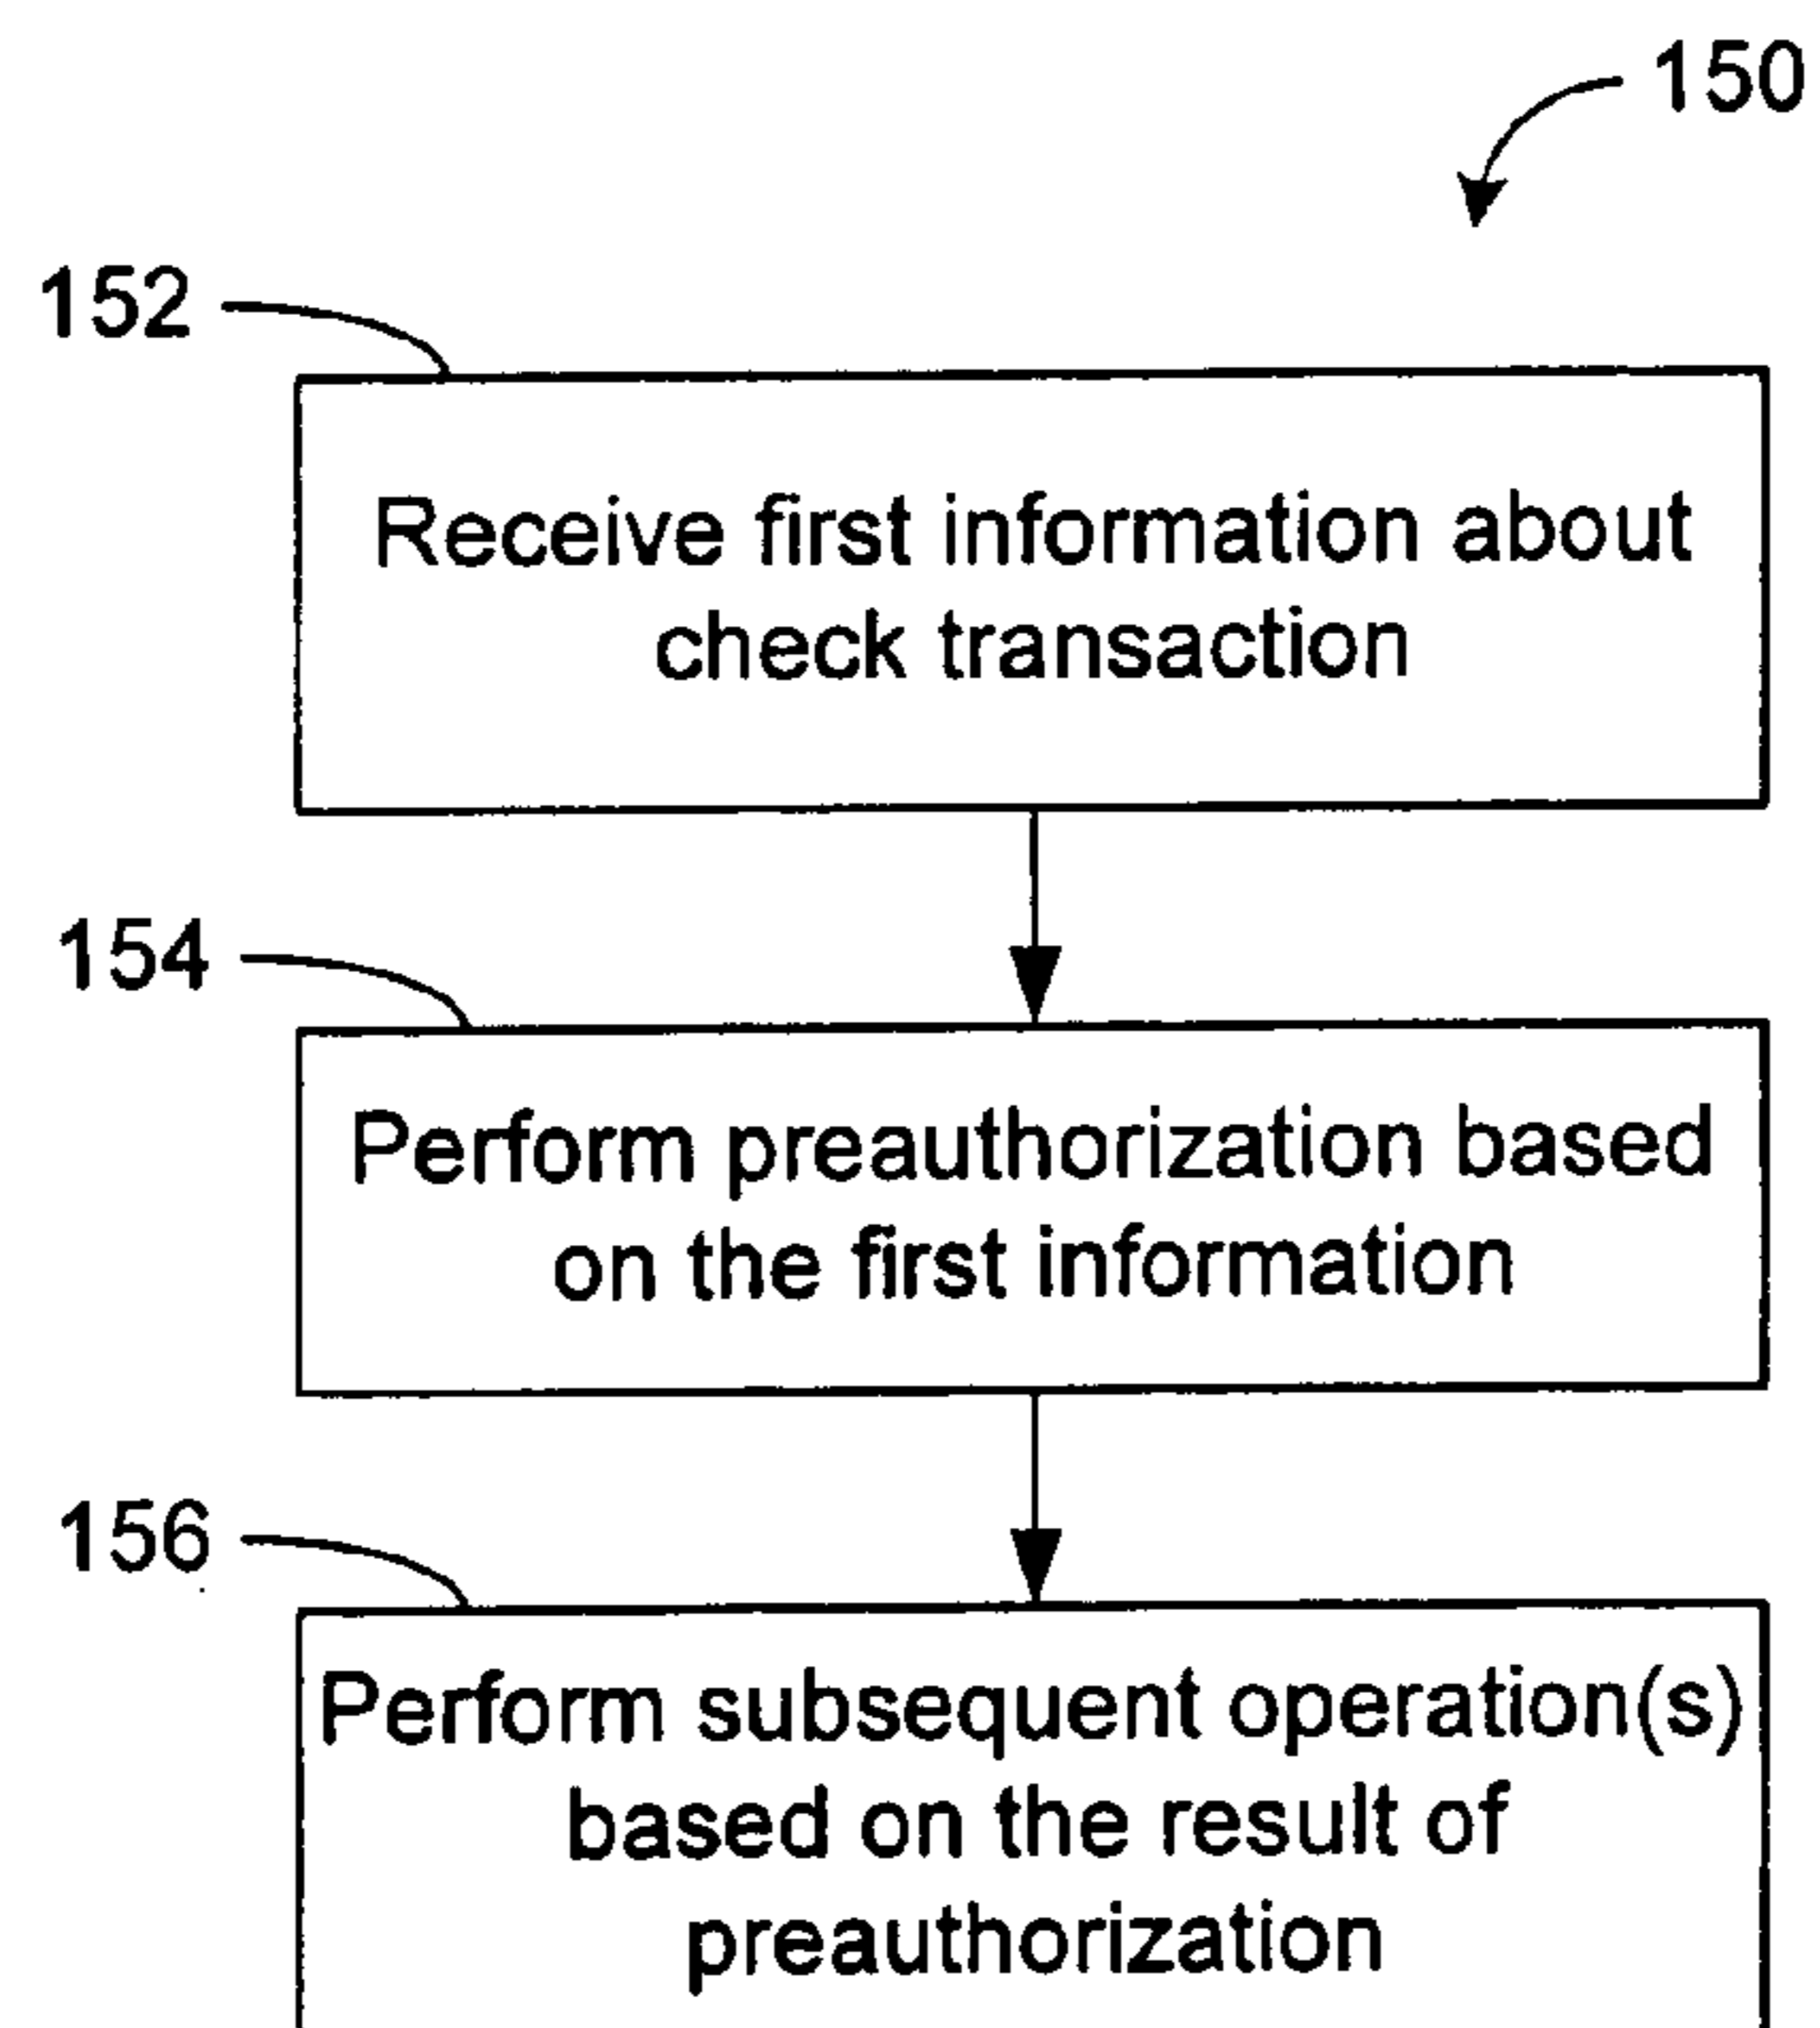 150
152
Receive first information about
check transaction
154
Perform preauthorization based
on the first information
156
Perform subsequent operation(s)
based on the result of
preauthorization